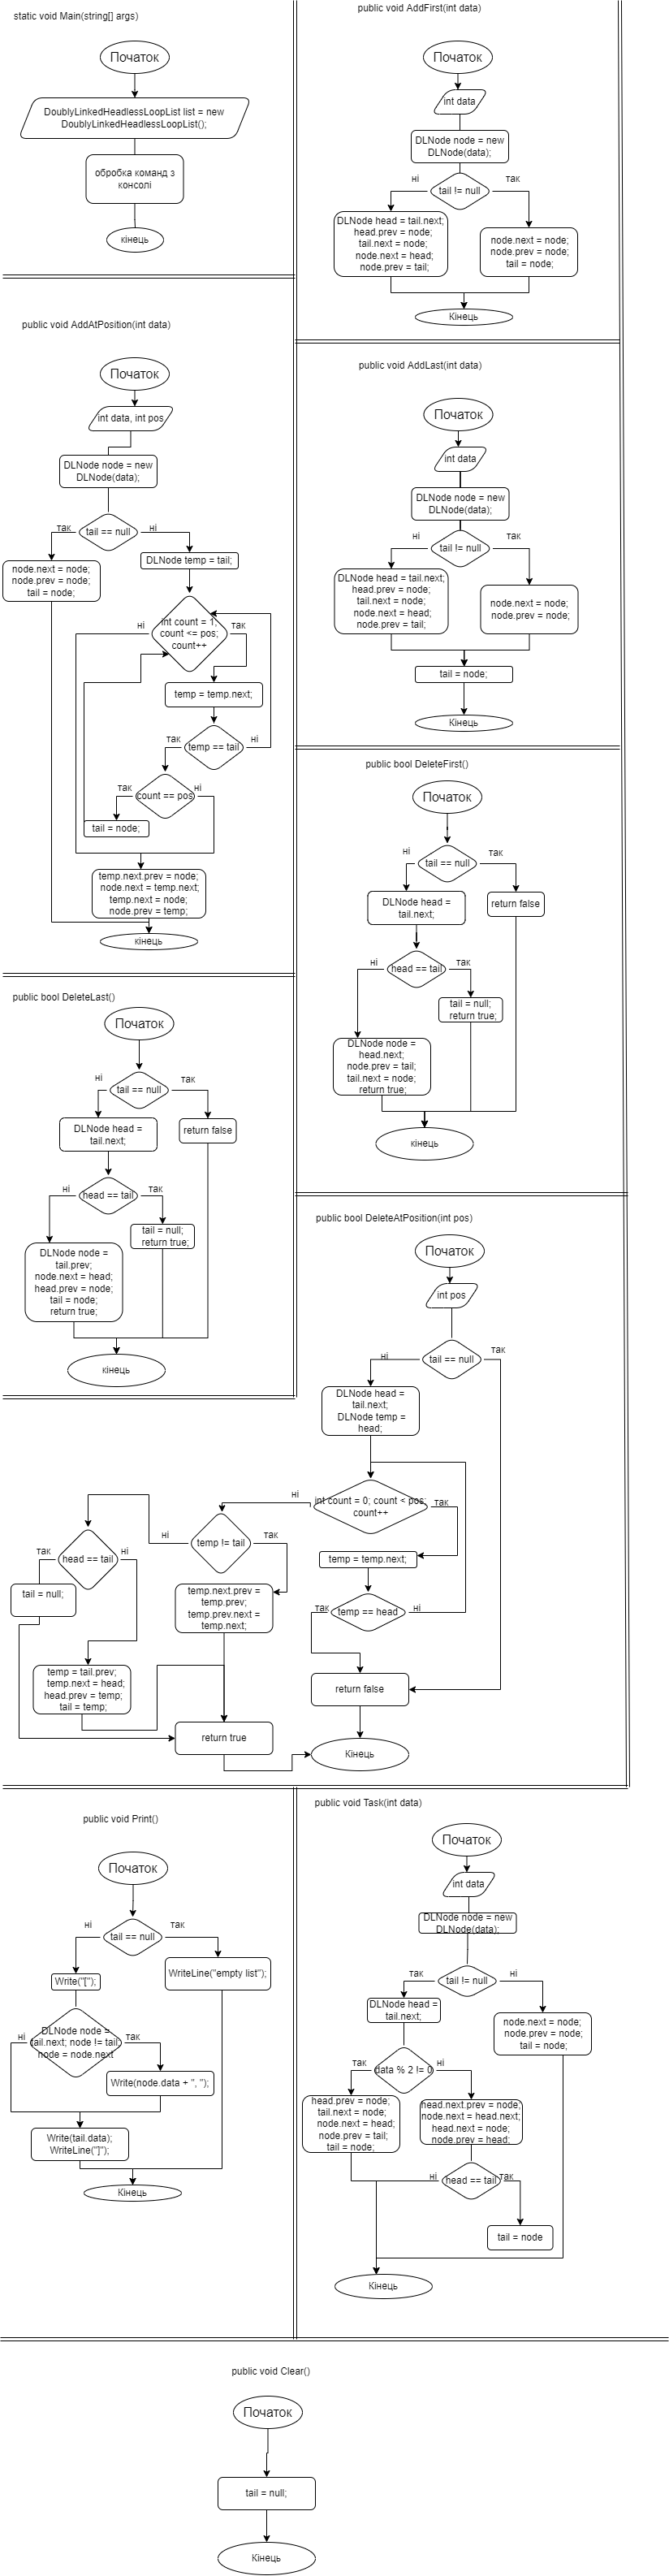 static void Main(string[] args)
Початок
DoublyLinkedHeadlessLoopList list = new
DoublyLinkedHeadlessLoopList();
обробка команд з
консолі
кінець
public void AddFirst(int data)
Початок
int data
DLNode node = new
DLNode(data);
ні
tail != null
так
DLNode head = tail.next;
head.prev = node;
tail.next = node;
node.next = head;
node.prev = tail;
node.next = node;
node.prev = node;
tail = node;
Кінець
public void AddAtPosition(int data)
Початок
int data, int pos
DLNode node = new
DLNode(data);
так
tail == null
ні
node.next = node;
node.prev = node;
tail = node;
DLNode temp = tail;
ні
int count = 1;
count <= pos;
count++
так
temp = temp.next;
так
temp == tail
ні
так
count == pos
ні
tail = node;
temp.next.prev = node;
node.next = temp.next;
temp.next = node;
node.prev = temp;
кінець
public void AddLast(int data)
Початок
int data
DLNode node = new
DLNode(data);
ні
tail != null
так
DLNode head = tail.next;
head.prev = node;
tail.next = node;
node.next = head;
node.prev = tail;
node.next = node;
node.prev = node;
tail = node;
Кінець
public bool DeleteFirst()
Початок
ні
tail == null
так
DLNode head =
tail.next;
return false
ні
head == tail
так
tail = null;
return true;
DLNode node =
head.next;
node.prev = tail;
tail.next = node;
return true;
кінець
public bool DeleteLast()
Початок
ні
tail == null
так
DLNode head =
tail.next;
return false
ні
head == tail
так
tail = null;
return true;
DLNode node =
tail.prev;
node.next = head;
head.prev = node;
tail = node;
return true;
кінець
public bool DeleteAtPosition(int pos)
Початок
int pos
ні
tail == null
так
DLNode head =
tail.next;
DLNode temp =
head;
ні
int count = 0; count < pos;
count++
так
temp = temp.next;
так
temp == head
ні
return false
ні
temp != tail
так
temp.next.prev =
temp.prev;
temp.prev.next =
temp.next;
так
head == tail
ні
tail = null;
temp = tail.prev;
temp.next = head;
head.prev = temp;
tail = temp;
return true
Кінець
public void Print()
Початок
ні
tail == null
так
Write("[");
WriteLine("empty list");
ні
DLNode node =
tail.next; node != tail;
node = node.next
так
Write(node.data + ", ");
Write(tail.data);
WriteLine("]");
Кінець
public void Task(int data)
Початок
int data
DLNode node = new
DLNode(data);
так
tail != null
ні
DLNode head =
tail.next;
node.next = node;
node.prev = node;
tail = node;
так
data % 2 != 0
ні
head.prev = node;
tail.next = node;
node.next = head;
node.prev = tail;
tail = node;
head.next.prev = node;
node.next = head.next;
head.next = node;
node.prev = head;
ні
head == tail
так
tail = node
Кінець
public void Clear()
Початок
tail = null;
Кінець